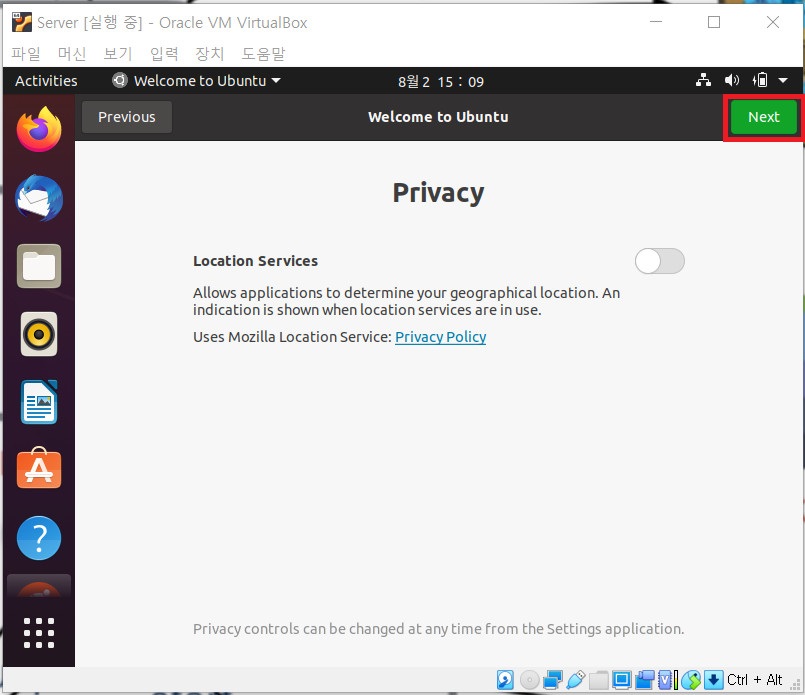 Server [실행 중] - Oracle VM VirtualBox
파일 머신 보기 입력 장치 도움말
Activities Welcome to Ubuntu 8월 2 15 : 09
Previous Welcome to Ubuntu Next
Privacy
Location Services
Allows applications to determine your geographical location. An
indication is shown when location services are in use.
Uses Mozilla Location Service: Privacy Policy
Privacy controls can be changed at any time from the Settings application.
Ctrl + Alt